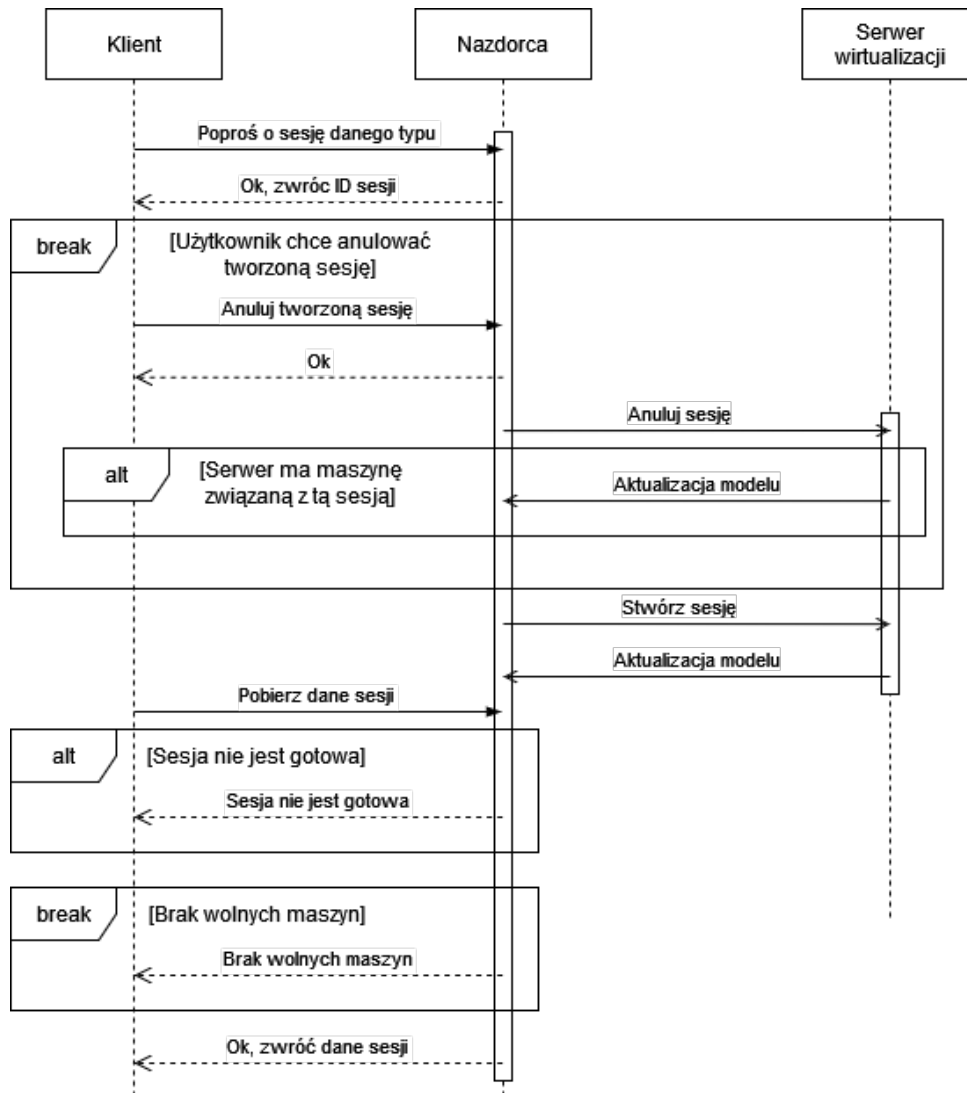 Klient
Nazdorca
Serwer
wirtualizacji
Poproś o sesję danego typu
Ok, zwróc ID sesji
break
[Użytkownik chce anulować
tworzoną sesję]
Anuluj tworzoną sesję
Ok
Anuluj sesję
alt
[Serwer ma maszynę
związaną z tą sesją]
Aktualizacja modelu
Stwórz sesję
Aktualizacja modelu
Pobierz dane sesji
alt
[Sesja nie jest gotowa]
Sesja nie jest gotowa
break
[Brak wolnych maszyn]
Brak wolnych maszyn
Ok, zwróć dane sesji